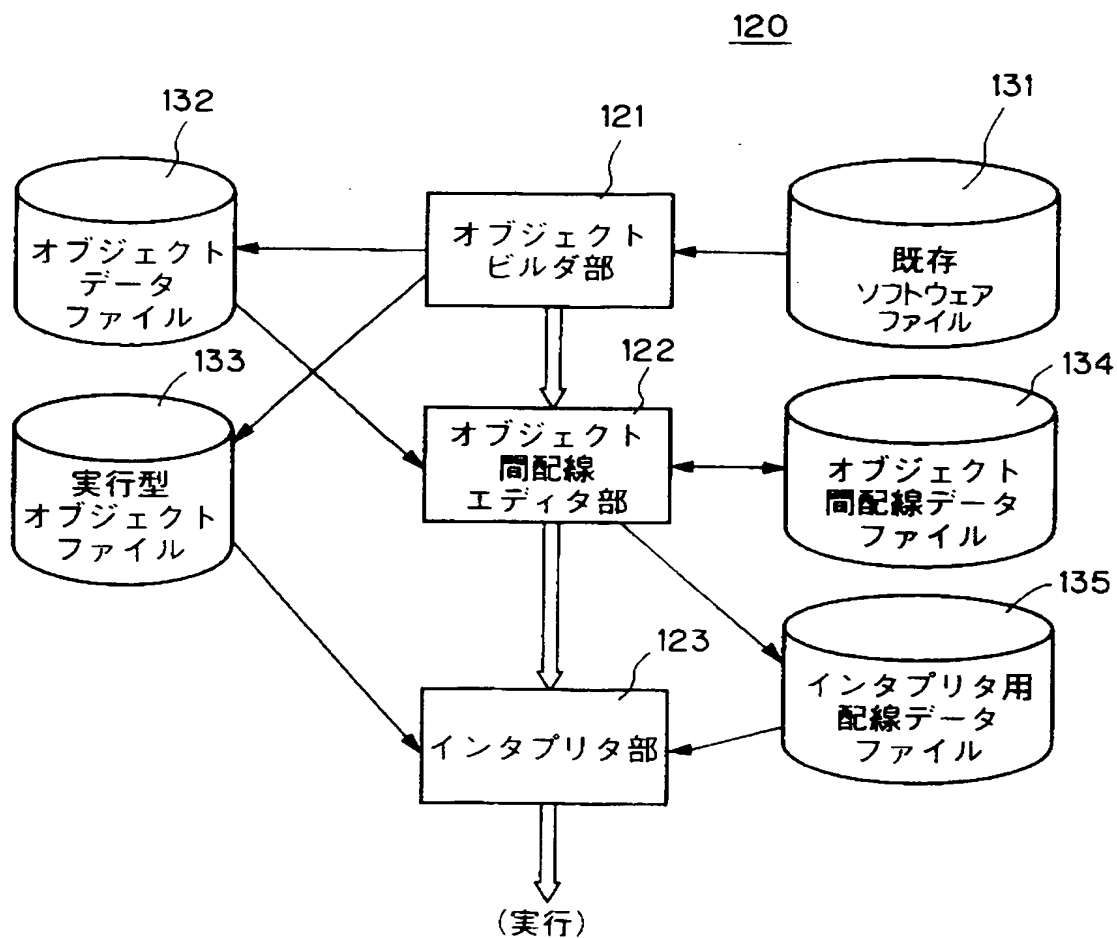 120
132
121
131
オブジェクト
データ
ファイル
オブジェクト
ビルダ部
既存
ソフトウェア
ファイル
133
122
134
実行型
オブジェクト
ファイル
オブジェクト
間配線
エディタ部
オブジェクト
間配線データ
ファイル
123
135
インタプリタ部
インタプリタ用
配線データ
ファイル
(実行)